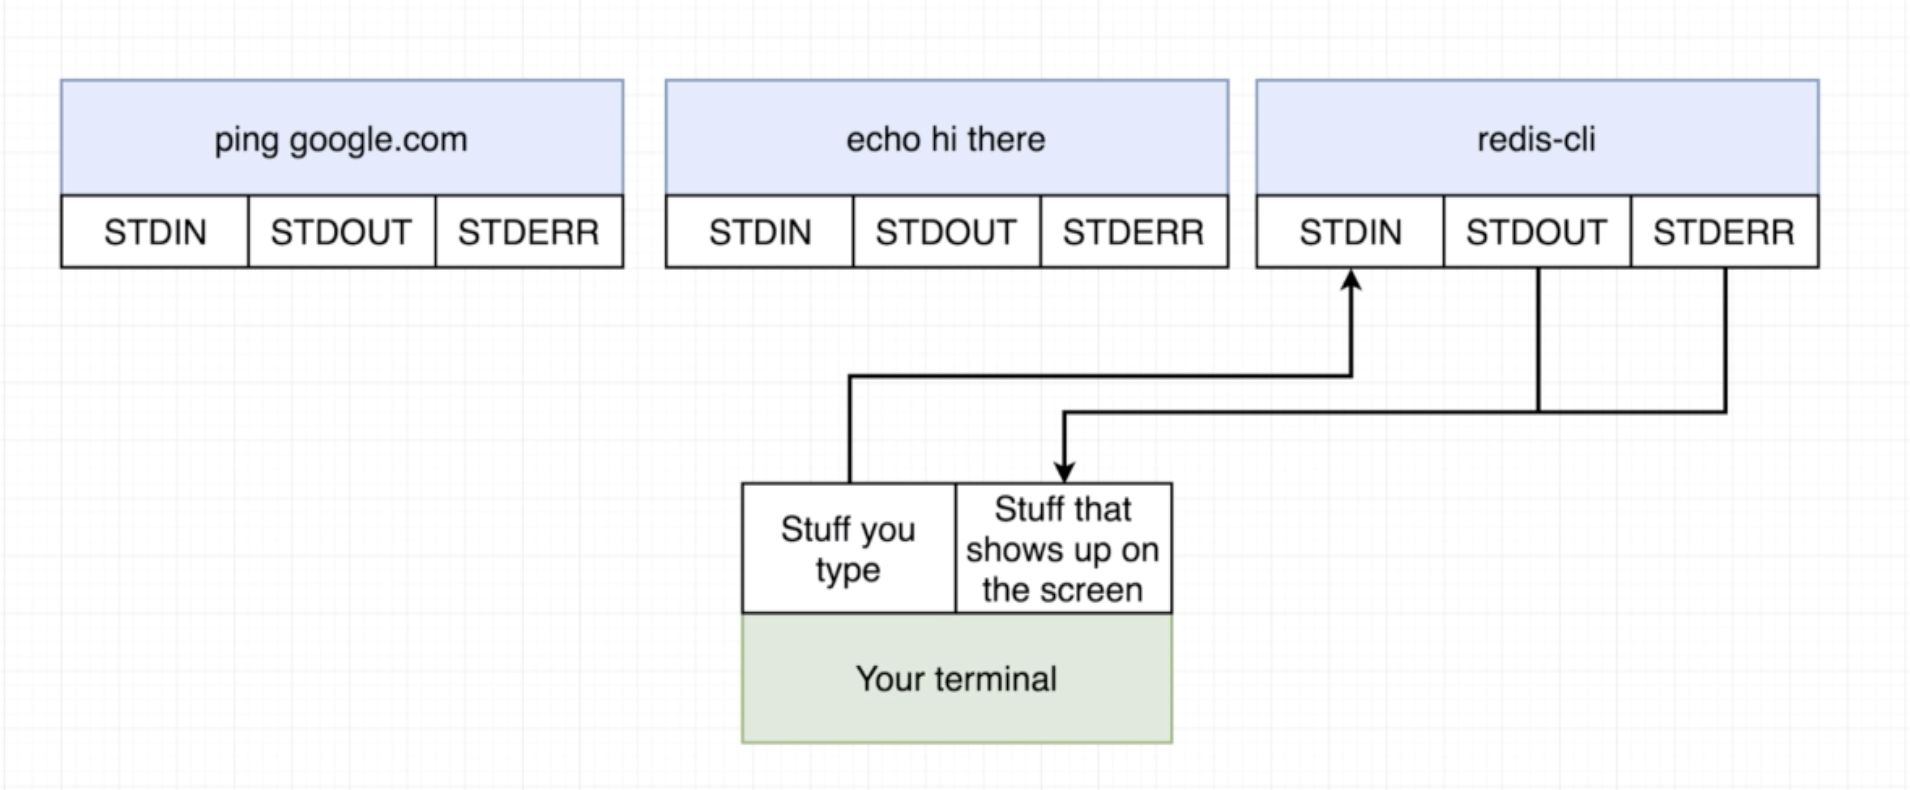 ping google.com
echo hi there
redis-cli
STDIN
STDOUT
STDERR
STDIN
STDOUT
STDERR
STDIN
STDOUT
STDERR
Stuff you
type
Stuff that
shows up on
the screen
Your terminal